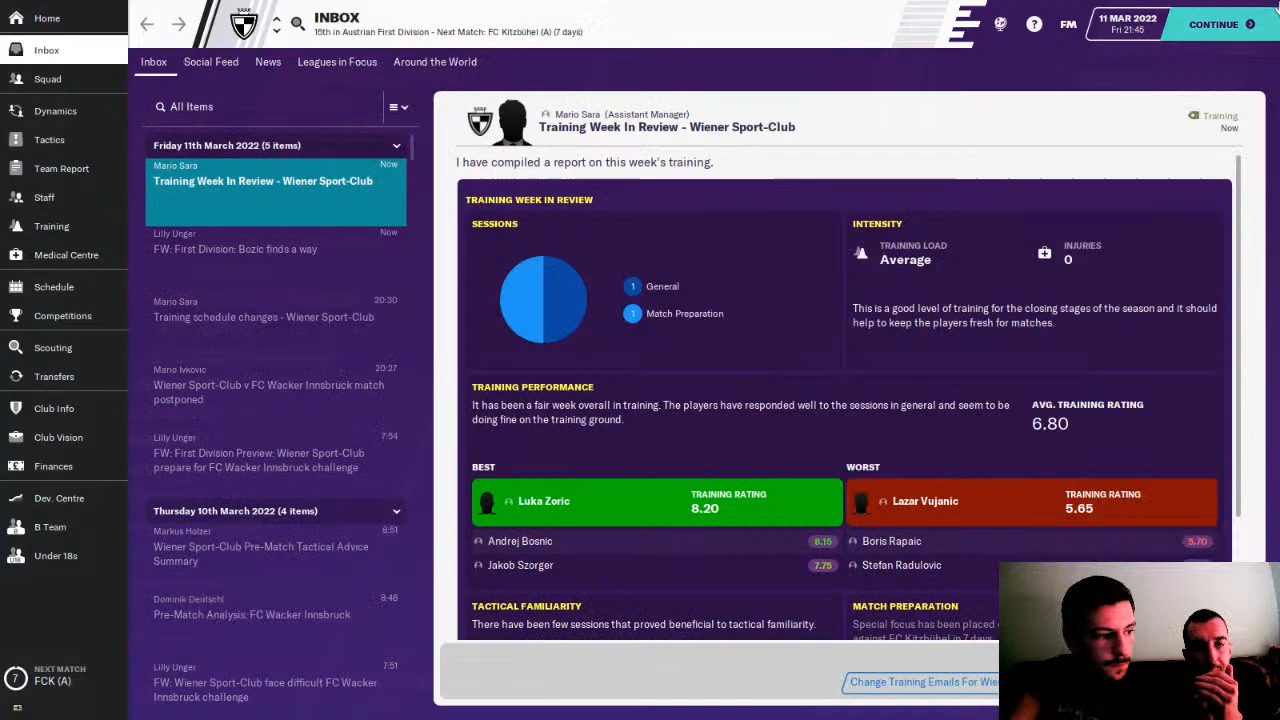 Home
Inbox
Squad
Dynamics
Tactics
Team Report
Staff
Training
Medical Centre
Schedule
Competitions
Scouting
Transfers
Club Info
Club Vision
Finances
Dev. Centre
B Team
Under 18s
7
NEXT MATCH
FCK (A)
INBOX
15th in Austrian First Division - Next Match: FC Kitzbühel (A) (7 days)
FM
11 MAR 2022
Fri 21:45
CONTINUE
Inbox
Social Feed
News
Leagues in Focus
Around the World
All Items
Friday 11th March 2022 (5 items)
Mario Sara
Now
Training Week In Review - Wiener Sport-Club
Lilly Unger
Now
FW: First Division: Bozic finds a way
Mario Sara
20:30
Training schedule changes - Wiener Sport-Club
Mario Ivkovic
20:27
Wiener Sport-Club v FC Wacker Innsbruck match
postponed
Lilly Unger
7:54
FW: First Division Preview: Wiener Sport-Club
prepare for FC Wacker Innsbruck challenge
Thursday 10th March 2022 (4 items)
Markus Holzer
Wiener Sport-Club Pre-Match Tactical Advice
Summary
Dominik Deutschl
Pre-Match Analysis: FC Wacker Innsbruck
Lilly Unger
7:51
FW: Wiener Sport-Club face difficult FC Wacker
Innsbruck challenge
Mario Sara (Assistant Manager)
Training Week In Review - Wiener Sport-Club
Training
Now
I have compiled a report on this week's training.
TRAINING WEEK IN REVIEW
SESSIONS
1 General
1 Match Preparation
INTENSITY
TRAINING LOAD
Average
INJURIES
0
This is a good level of training for the closing stages of the season and it should
help to keep the players fresh for matches.
TRAINING PERFORMANCE
It has been a fair week overall in training. The players have responded well to the sessions in general and seem to be
doing fine on the training ground.
AVG. TRAINING RATING
6.80
BEST
Luka Zoric
TRAINING RATING
8.20
Andrej Bosnic
8.15
Jakob Szorger
7.75
WORST
Lazar Vujanic
TRAINING RATING
5.65
Boris Rapaic
5.70
Stefan Radulovic
TACTICAL FAMILIARITY
There have been few sessions that proved beneficial to tactical familiarity.
MATCH PREPARATION
Special focus has been placed
against FC Kitzbühel in 7 days
Change Training Emails For